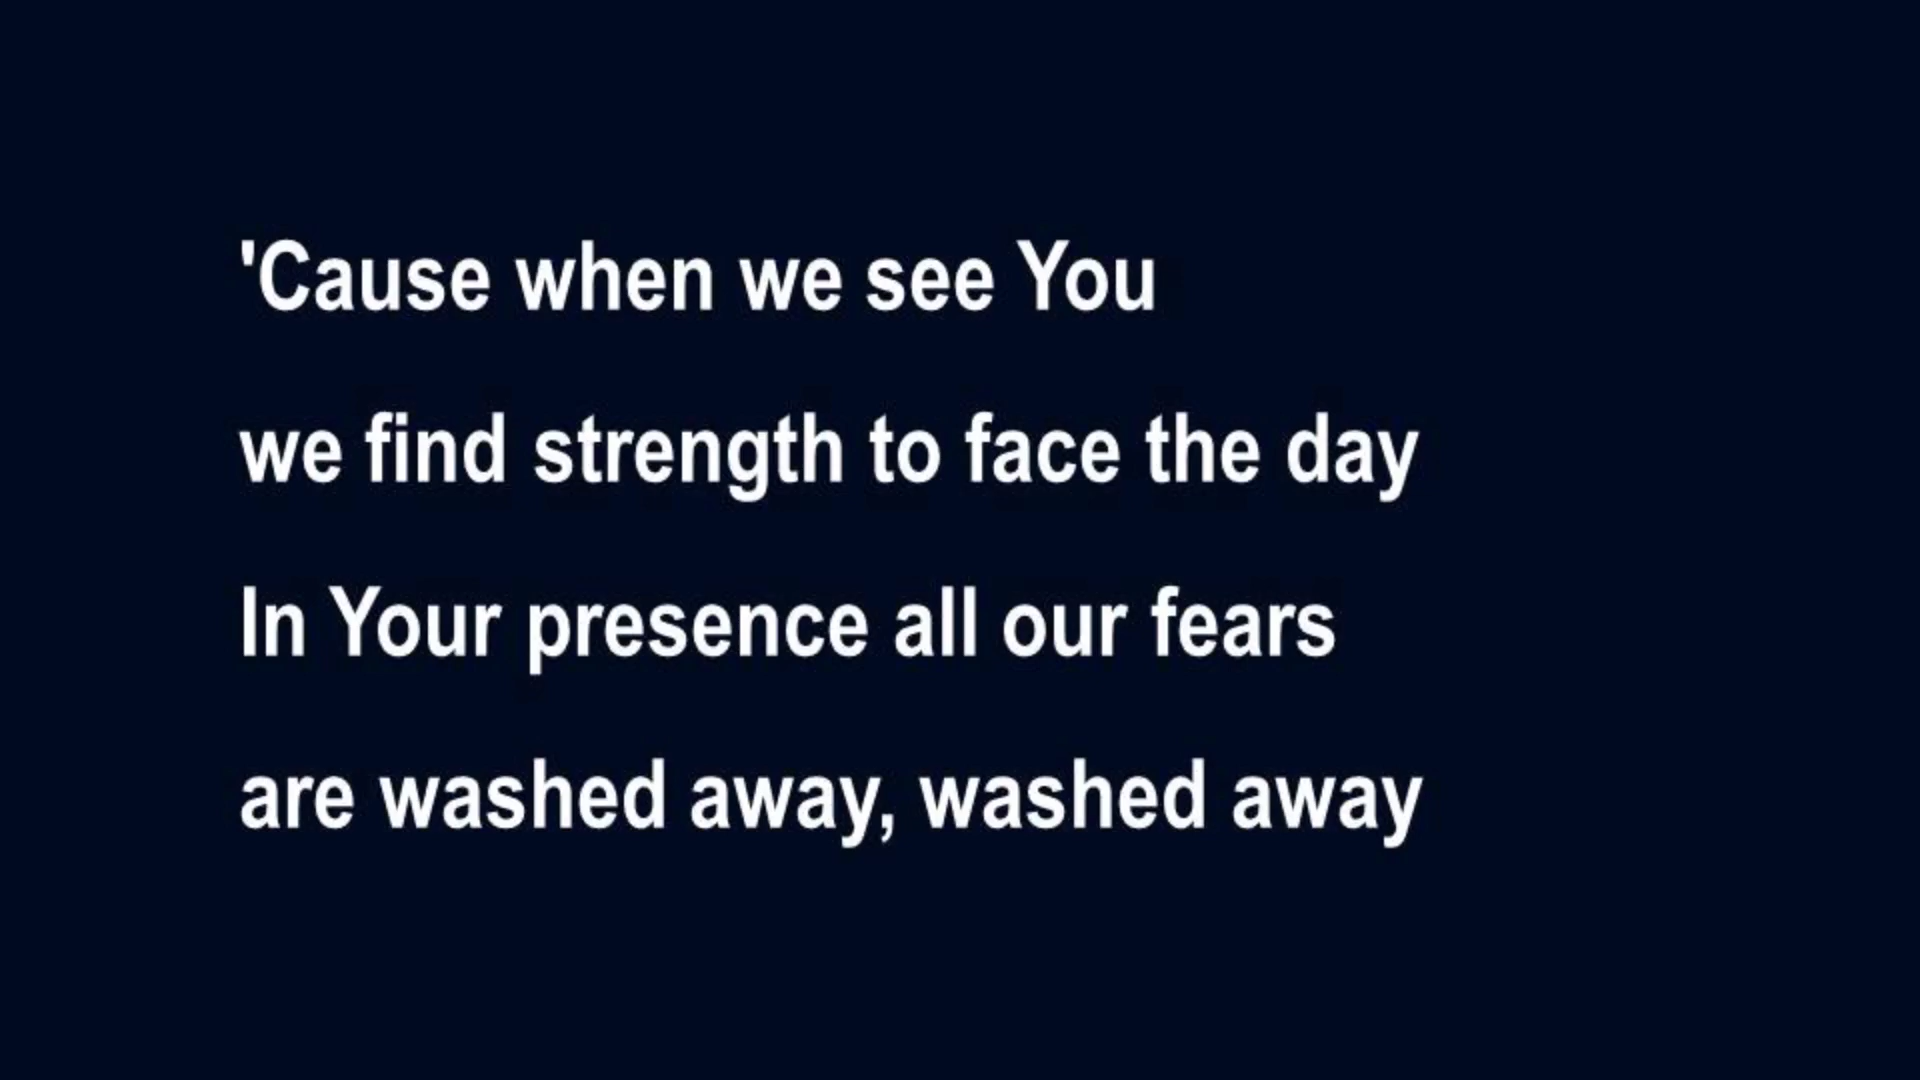 'Cause when we see You
we find strength to face the day
In Your presence all our fears
are washed away, washed away